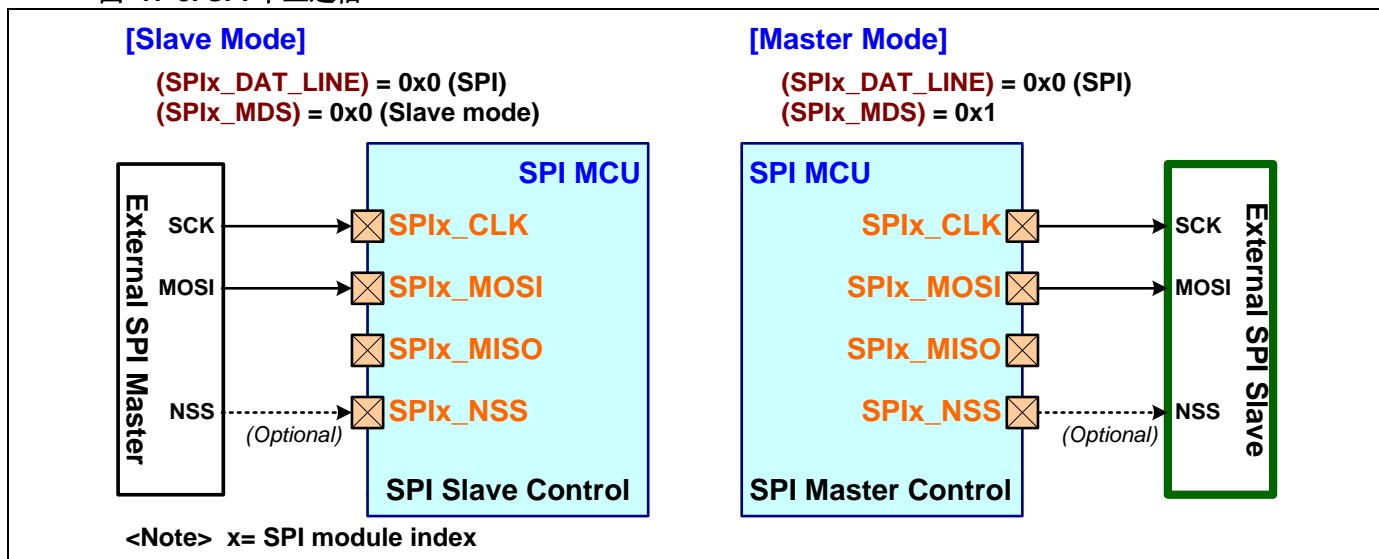 [Slave Mode]
(SPIx_DAT_LINE) = 0x0 (SPI)
(SPIx_MDS) = 0x0 (Slave mode)
External SPI Master
SCK
MOSI
NSS
(Optional)
SPI MCU
SPIx_CLK
SPIx_MOSI
SPIx_MISO
SPIx_NSS
SPI Slave Control
[Master Mode]
(SPIx_DAT_LINE) = 0x0 (SPI)
(SPIx_MDS) = 0x1
SPI MCU
SPIx_CLK
SPIx_MOSI
SPIx_MISO
SPIx_NSS
SPI Master Control
(Optional)
SCK
MOSI
NSS
External SPI Slave
<Note> x= SPI module index